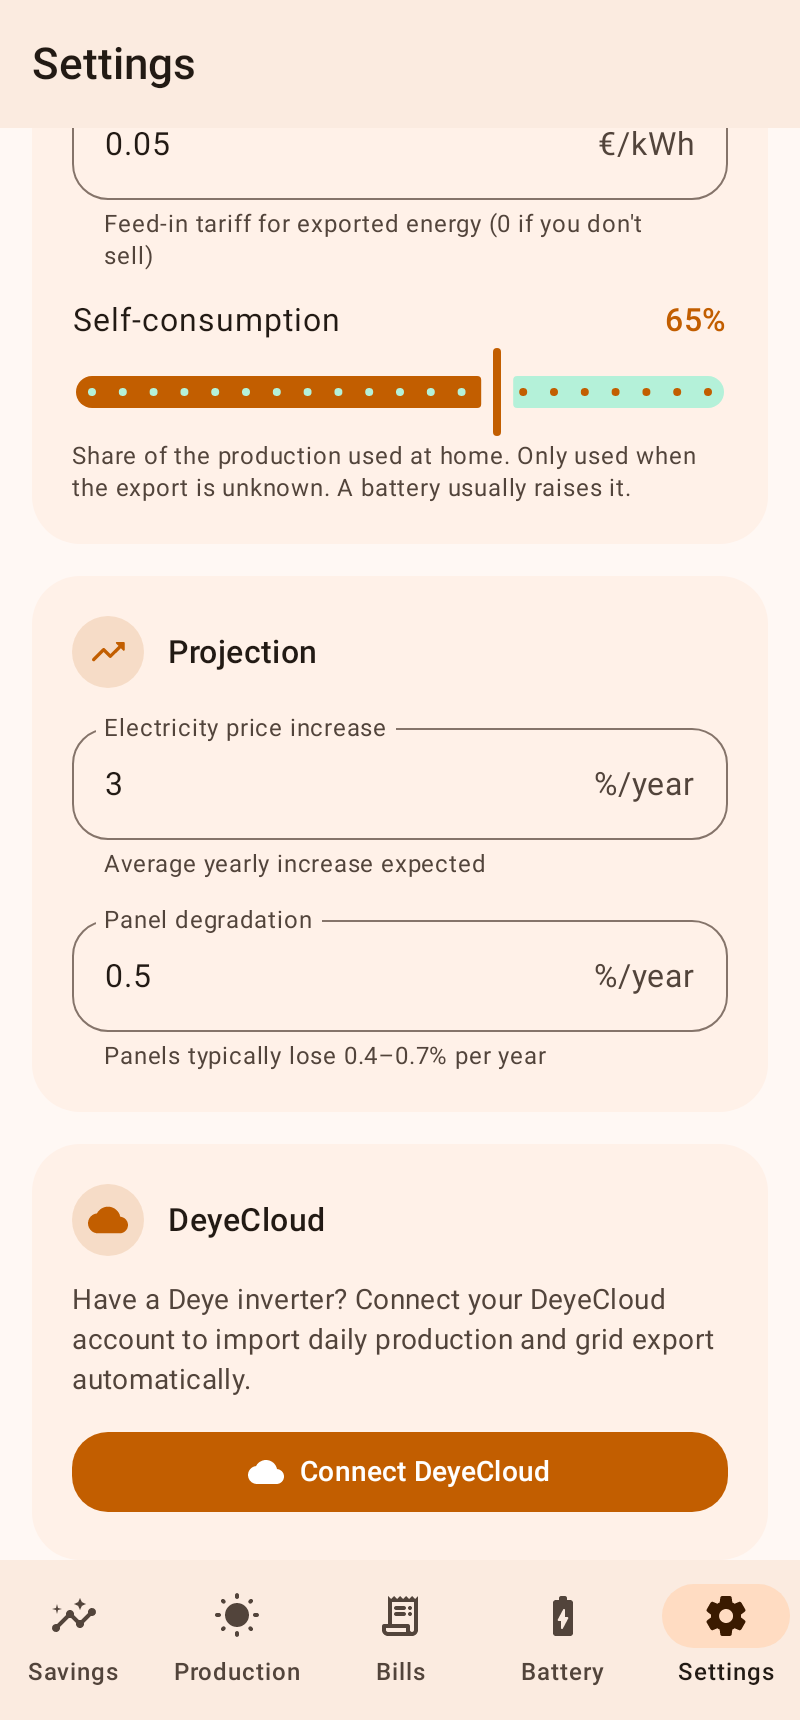 Settings
0.05 €/kWh
Feed-in tariff for exported energy (0 if you don't
sell)
Self-consumption 65%
Share of the production used at home. Only used when
the export is unknown. A battery usually raises it.
Projection
Electricity price increase
3 %/year
Average yearly increase expected
Panel degradation
0.5 %/year
Panels typically lose 0.4–0.7% per year
DeyeCloud
Have a Deye inverter? Connect your DeyeCloud
account to import daily production and grid export
automatically.
Connect DeyeCloud
Savings Production Bills Battery Settings